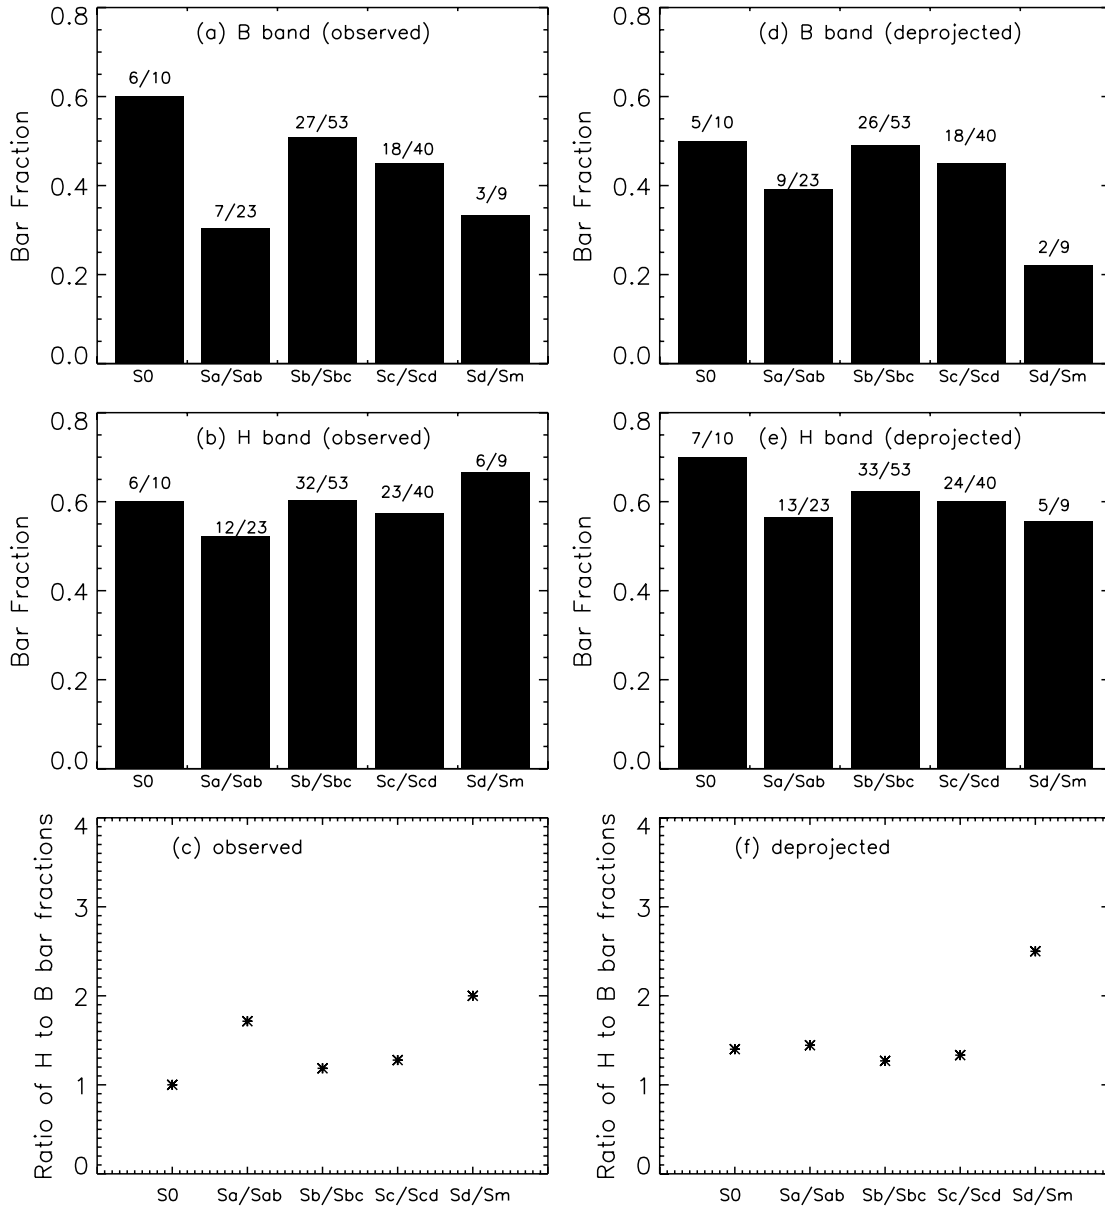 (a) B band (observed)
Bar Fraction
0.8
0.6
0.4
0.2
0.0
6/10
7/23
27/53
18/40
3/9
S0
Sa/Sab
Sb/Sbc
Sc/Scd
Sd/Sm
(d) B band (deprojected)
Bar Fraction
0.8
0.6
0.4
0.2
0.0
5/10
9/23
26/53
18/40
2/9
S0
Sa/Sab
Sb/Sbc
Sc/Scd
Sd/Sm
(b) H band (observed)
Bar Fraction
0.8
0.6
0.4
0.2
0.0
6/10
12/23
32/53
23/40
6/9
S0
Sa/Sab
Sb/Sbc
Sc/Scd
Sd/Sm
(e) H band (deprojected)
Bar Fraction
0.8
0.6
0.4
0.2
0.0
7/10
13/23
33/53
24/40
5/9
S0
Sa/Sab
Sb/Sbc
Sc/Scd
Sd/Sm
(c) observed
Ratio of H to B bar fractions
4
3
2
1
0
S0
Sa/Sab
Sb/Sbc
Sc/Scd
Sd/Sm
(f) deprojected
Ratio of H to B bar fractions
4
3
2
1
0
S0
Sa/Sab
Sb/Sbc
Sc/Scd
Sd/Sm